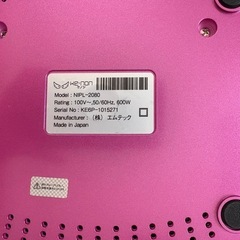 Model : NIPL-2080
Rating : 100V~,50/60Hz, 600W
Serial No : KE6P-1015271
Manufacturer : (株) エムテック
Made in Japan